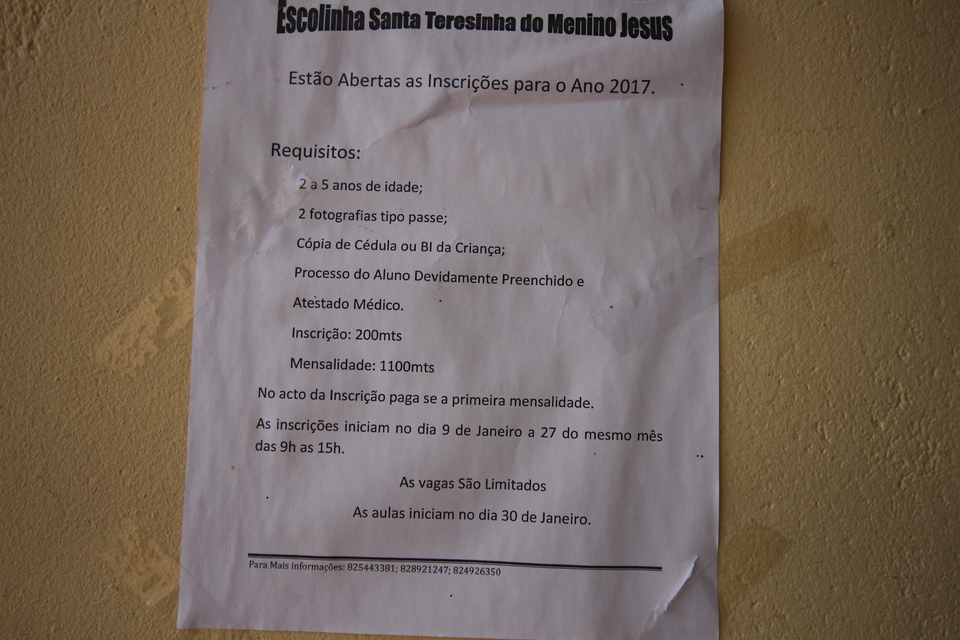 Escolinha Santa Teresinha do Menino Jesus
Estão Abertas as Inscrições para o Ano 2017.
Requisitos:
2 a 5 anos de idade;
2 fotografias tipo passe;
Cópia de Cédula ou BI da Criança;
Processo do Aluno Devidamente Preenchido e
Atestado Médico.
Inscrição: 200mts
Mensalidade: 1100mts
No acto da Inscrição paga se a primeira mensalidade.
As inscrições iniciam no dia 9 de Janeiro a 27 do mesmo mês
das 9h as 15h.
As vagas São Limitados
As aulas iniciam no dia 30 de Janeiro.
Para Mais informações: 825443381; 828921247; 824926350